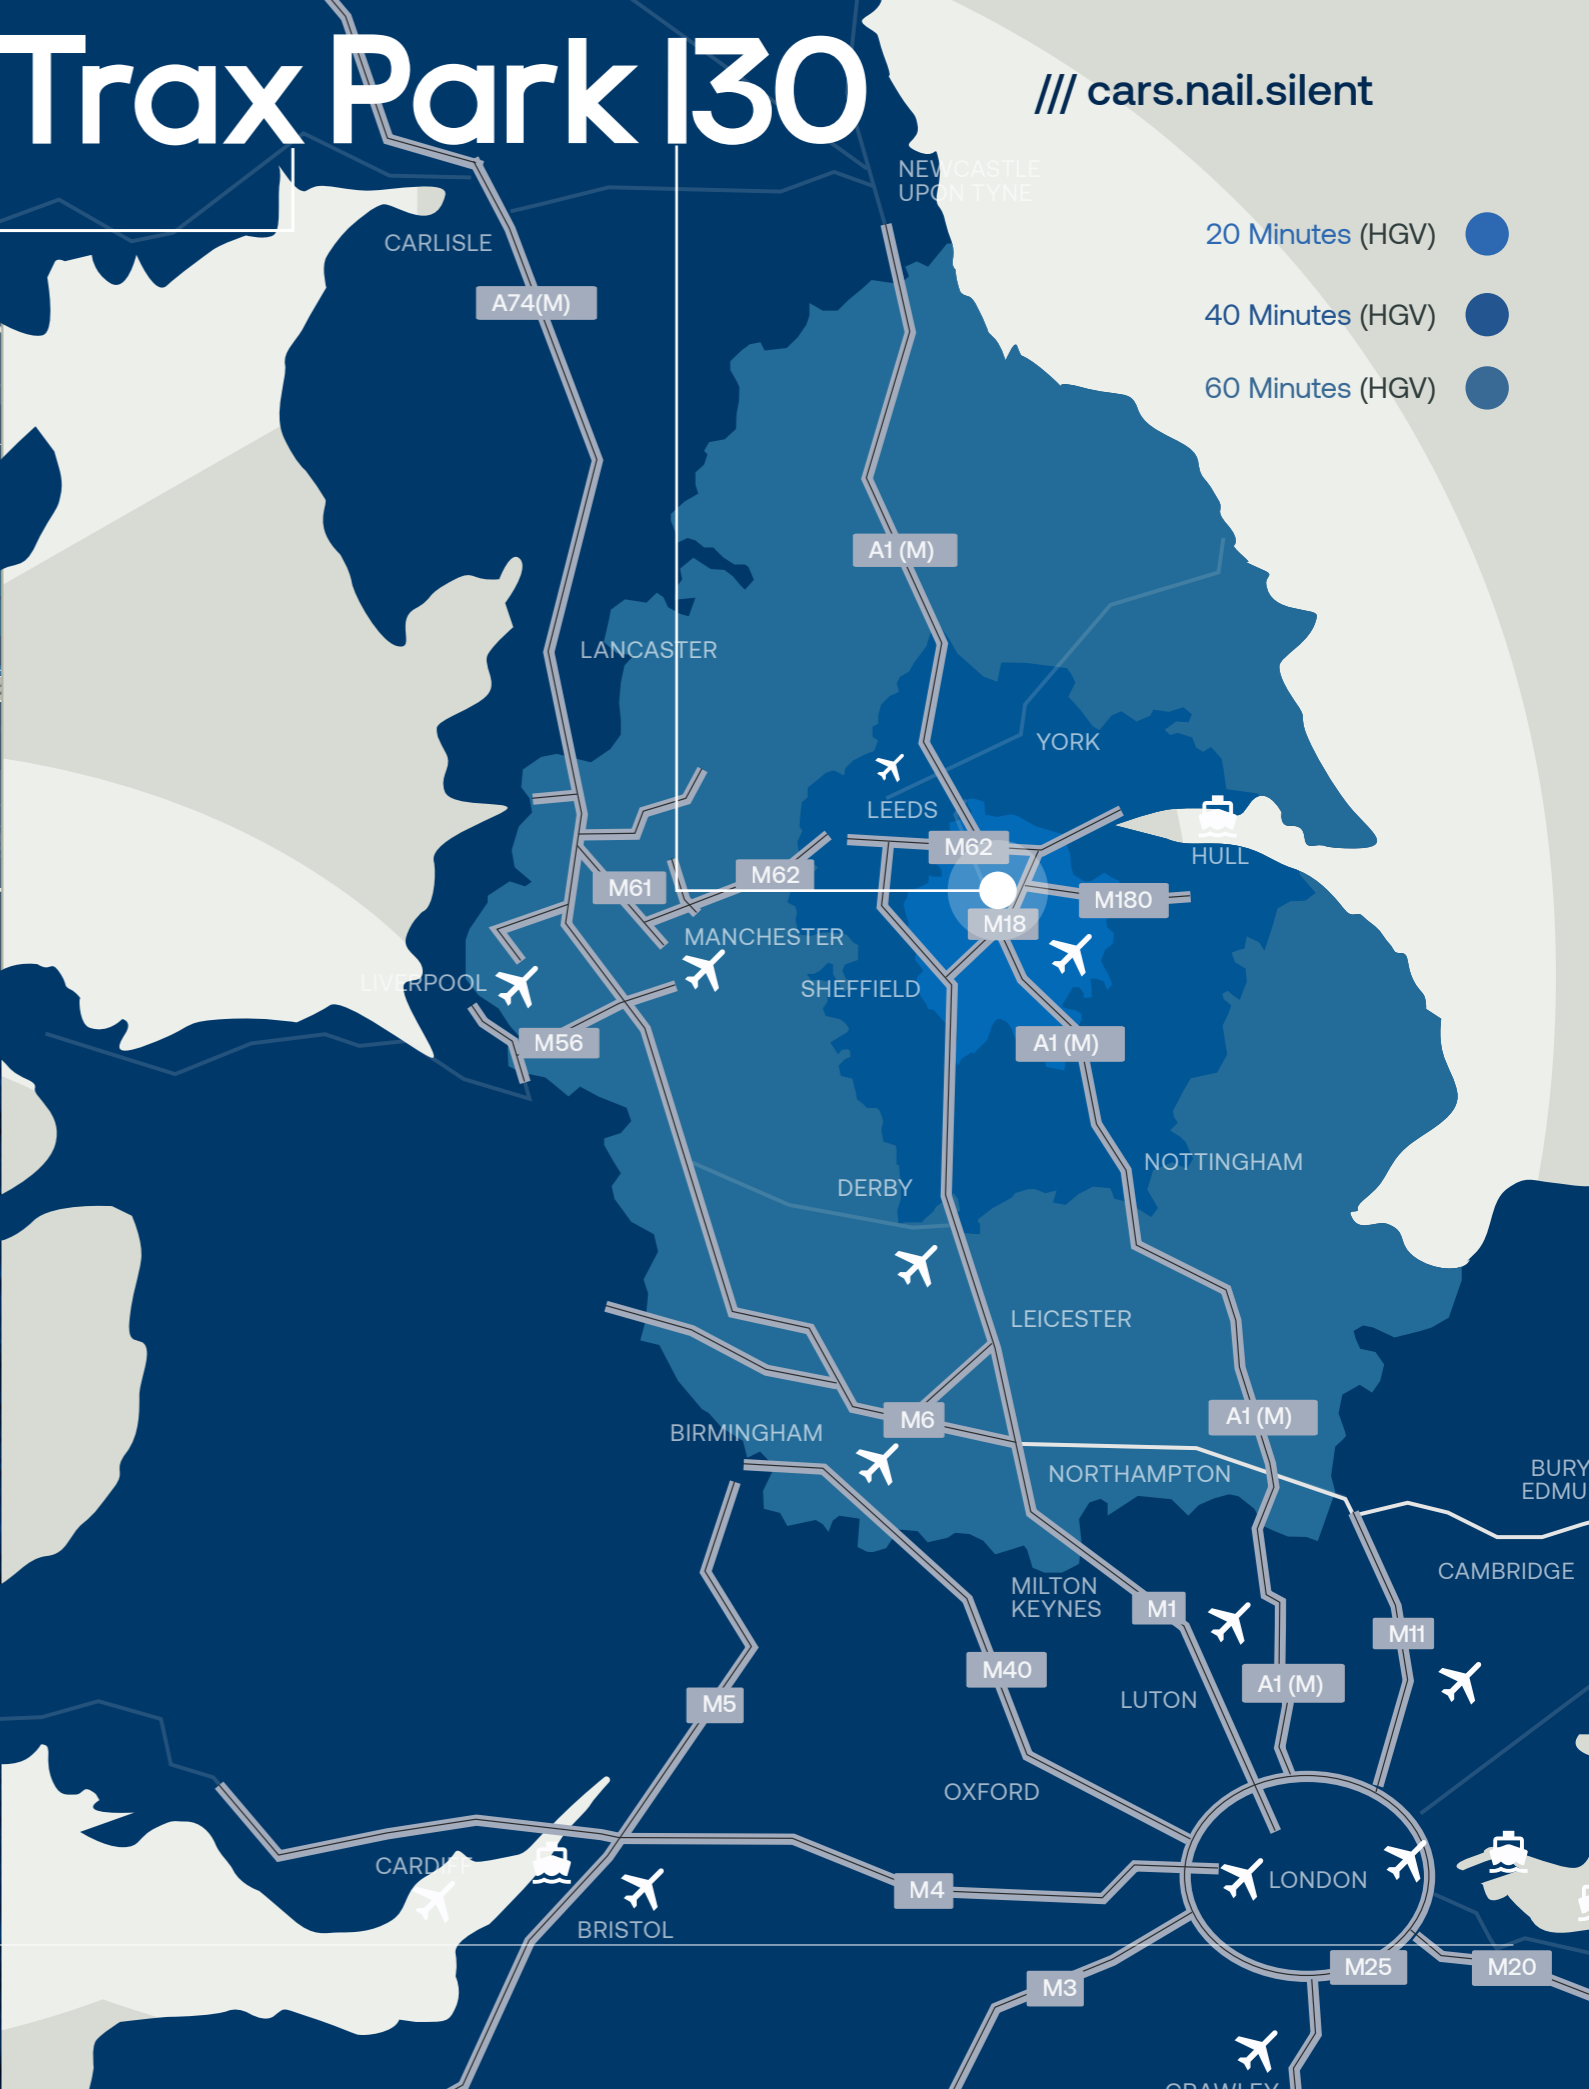 Trax Park 130
/// cars.nail.silent
NEWCASTLE
UPON TYNE
20 Minutes (HGV)
CARLISLE
A74(M)
40 Minutes (HGV)
60 Minutes (HGV)
A1 (M)
LANCASTER
YORK
LEEDS
M62
HULL
M62
M61
M180
M18
MANCHESTER
LIVERPOOL
SHEFFIELD
M56
A1 (M)
NOTTINGHAM
DERBY
LEICESTER
M6
A1 (M)
BIRMINGHAM
NORTHAMPTON
BURY
EDMU
CAMBRIDGE
MILTON
KEYNES
M1
M11
M40
A1 (M)
M5
LUTON
OXFORD
CARDIFF
LONDON
M4
BRISTOL
M25
M20
M3
CRAWLEY